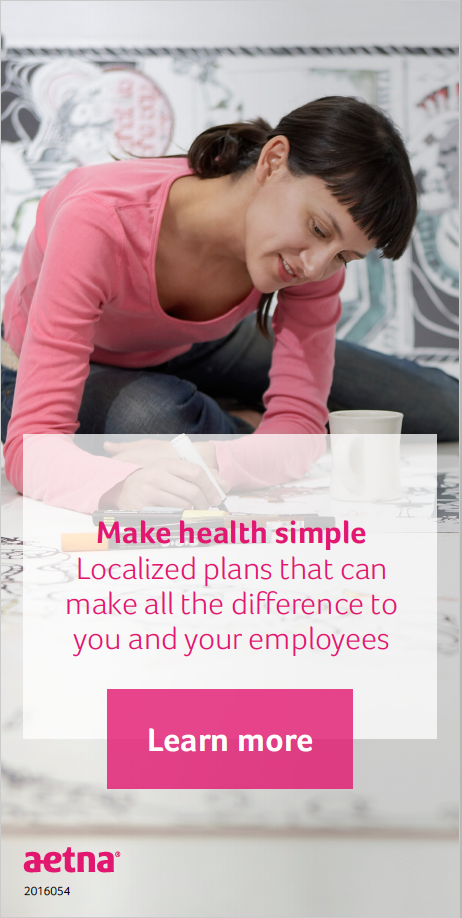 Make health simple
Localized plans that can
make all the difference to
you and your employees
Learn more
aetna®
2016054